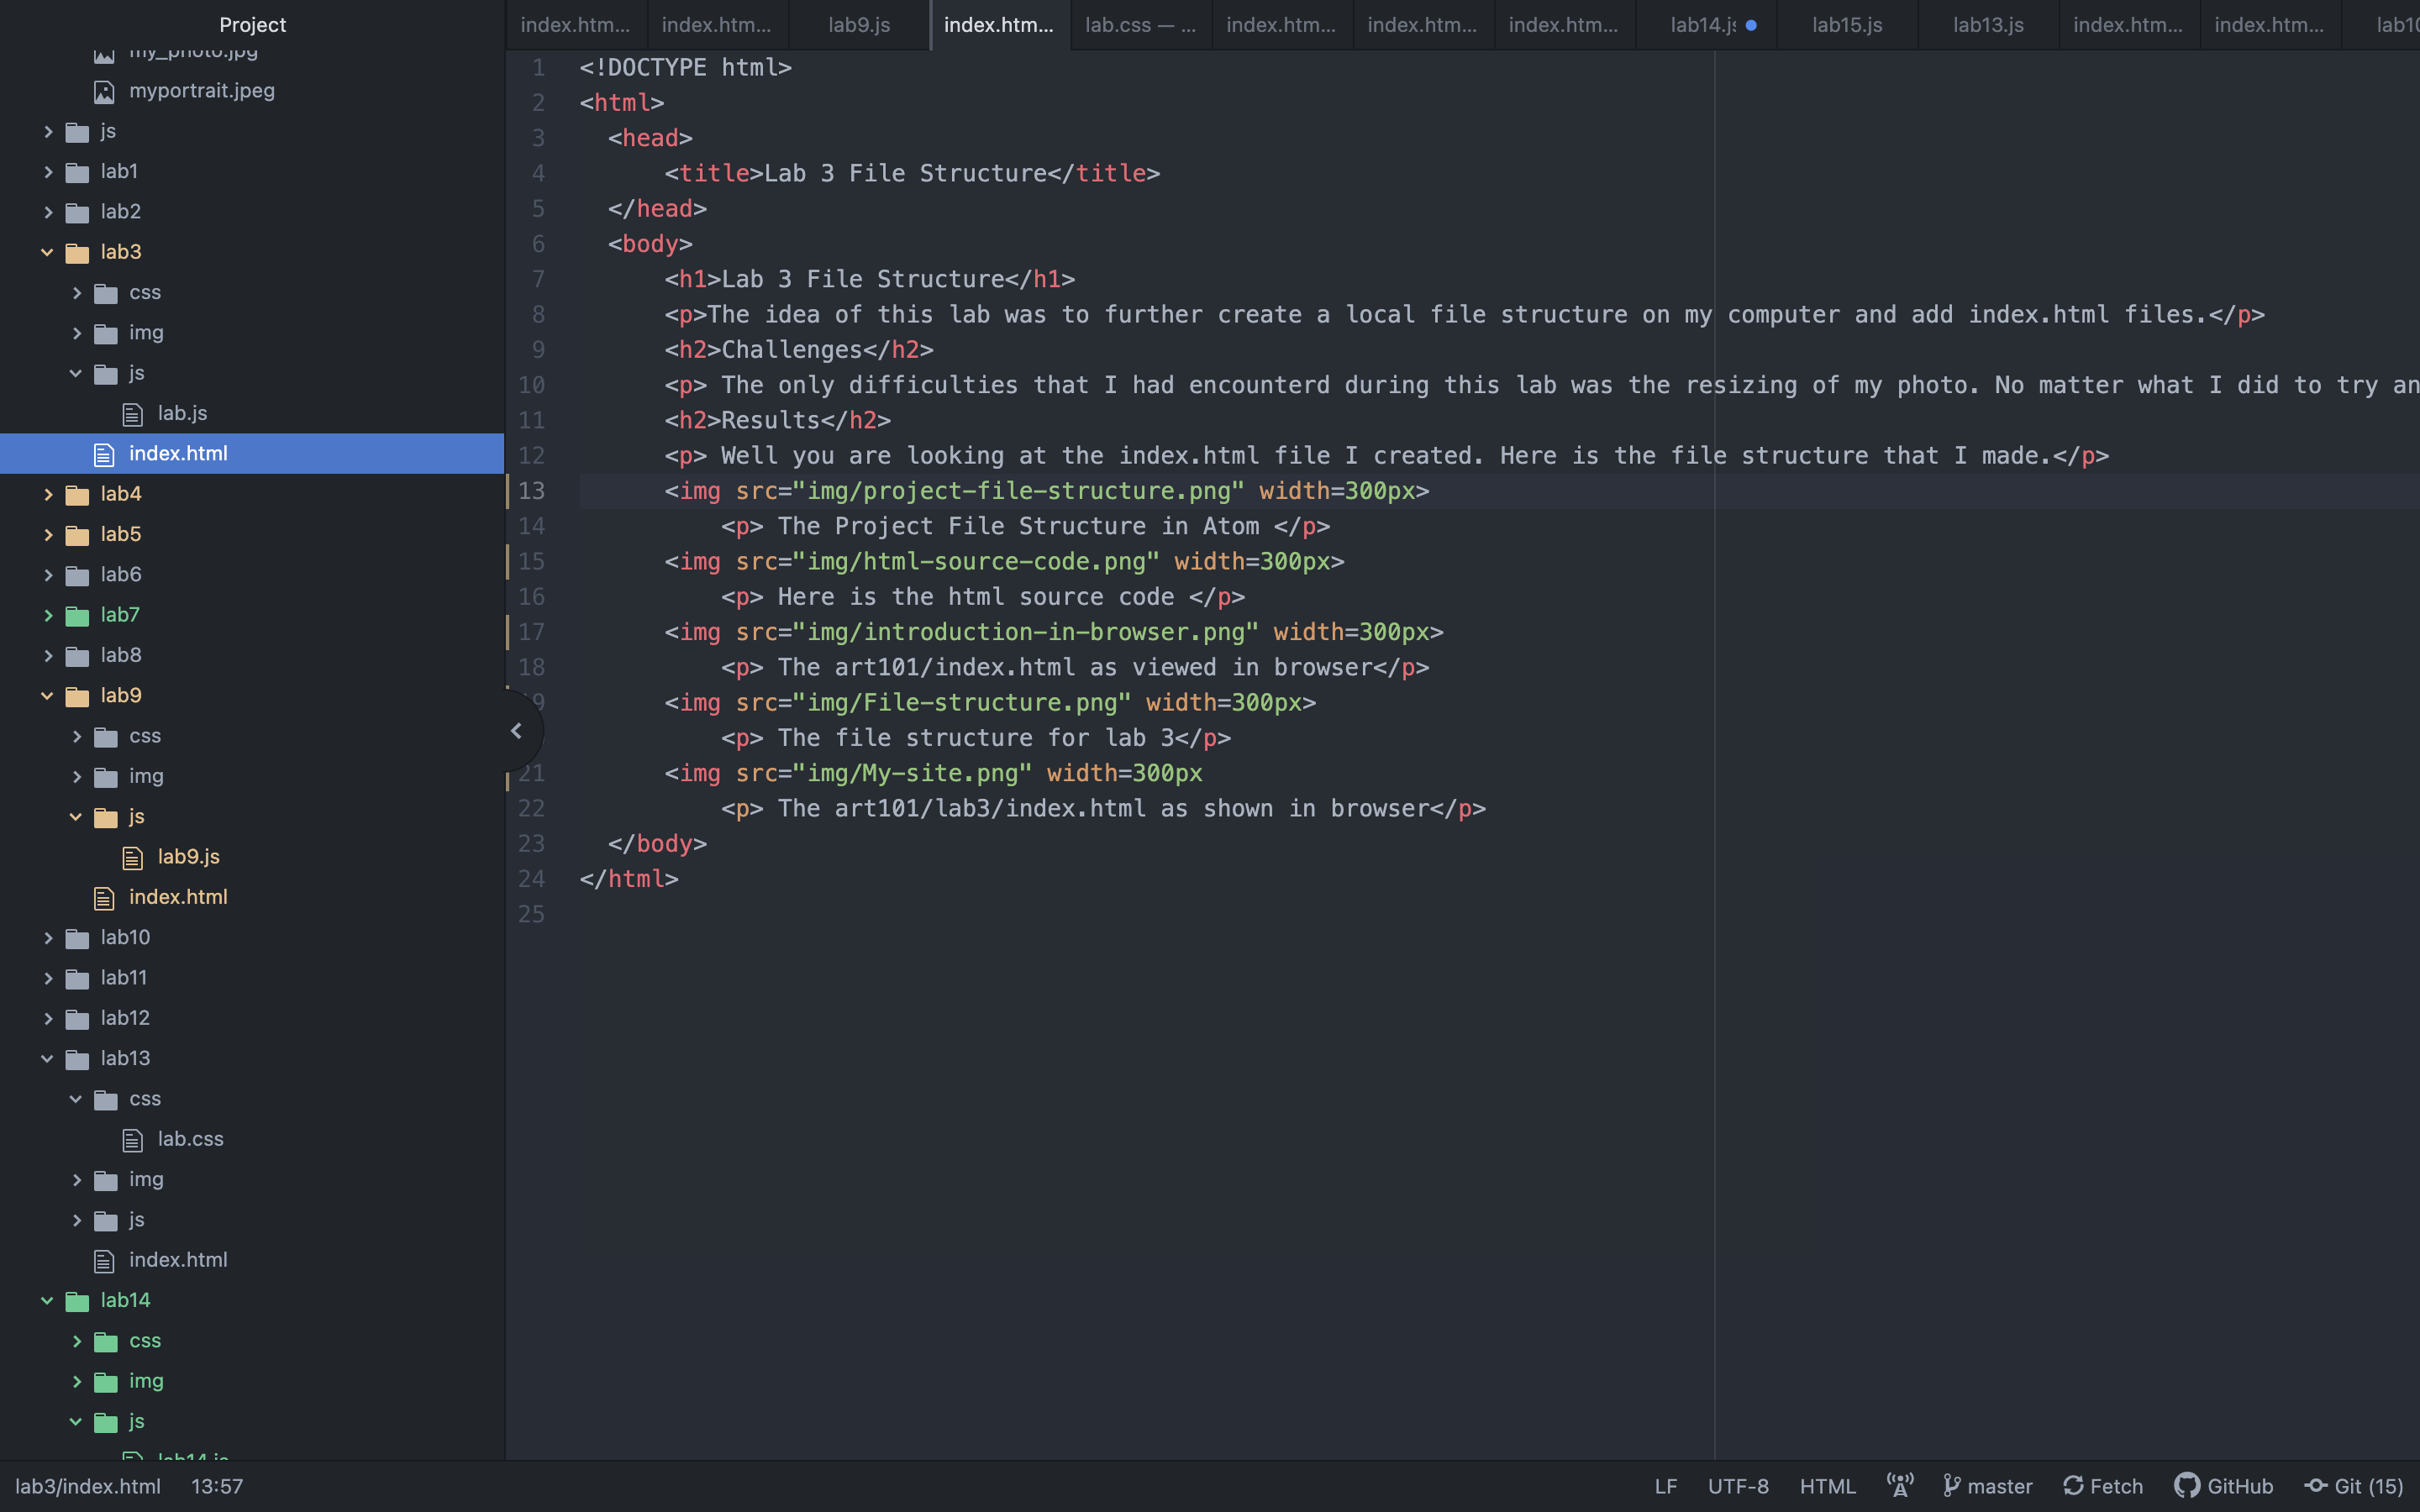 Project
my_photo.jpg
myportrait.jpeg
js
lab1
lab2
lab3
css
img
js
lab.js
index.html
lab4
lab5
lab6
lab7
lab8
lab9
css
img
js
lab9.js
index.html
lab10
lab11
lab12
lab13
css
lab.css
img
js
index.html
lab14
css
img
js
lab14.js
index.htm... index.htm... lab9.js index.htm... lab.css — ... index.htm... index.htm... index.htm... lab14.js lab15.js lab13.js index.htm... index.htm... lab10
1 <!DOCTYPE html>
2 <html>
3 <head>
4 <title>Lab 3 File Structure</title>
5 </head>
6 <body>
7 <h1>Lab 3 File Structure</h1>
8 <p>The idea of this lab was to further create a local file structure on my computer and add index.html files.</p>
9 <h2>Challenges</h2>
10 <p> The only difficulties that I had encounterd during this lab was the resizing of my photo. No matter what I did to try an
11 <h2>Results</h2>
12 <p> Well you are looking at the index.html file I created. Here is the file structure that I made.</p>
13 <img src="img/project-file-structure.png" width=300px>
14 <p> The Project File Structure in Atom </p>
15 <img src="img/html-source-code.png" width=300px>
16 <p> Here is the html source code </p>
17 <img src="img/introduction-in-browser.png" width=300px>
18 <p> The art101/index.html as viewed in browser</p>
9 <img src="img/File-structure.png" width=300px>
<p> The file structure for lab 3</p>
21 <img src="img/My-site.png" width=300px
22 <p> The art101/lab3/index.html as shown in browser</p>
23 </body>
24 </html>
25
lab3/index.html 13:57 LF UTF-8 HTML master Fetch GitHub Git (15)